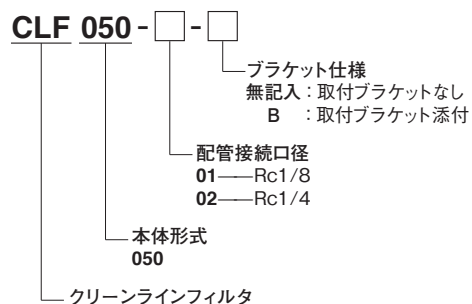 CLF 050 - □ - □
ブラケット仕様
無記入：取付ブラケットなし
B ：取付ブラケット添付
配管接続口径
01──Rc1/8
02──Rc1/4
本体形式
050
クリーンラインフィルタ